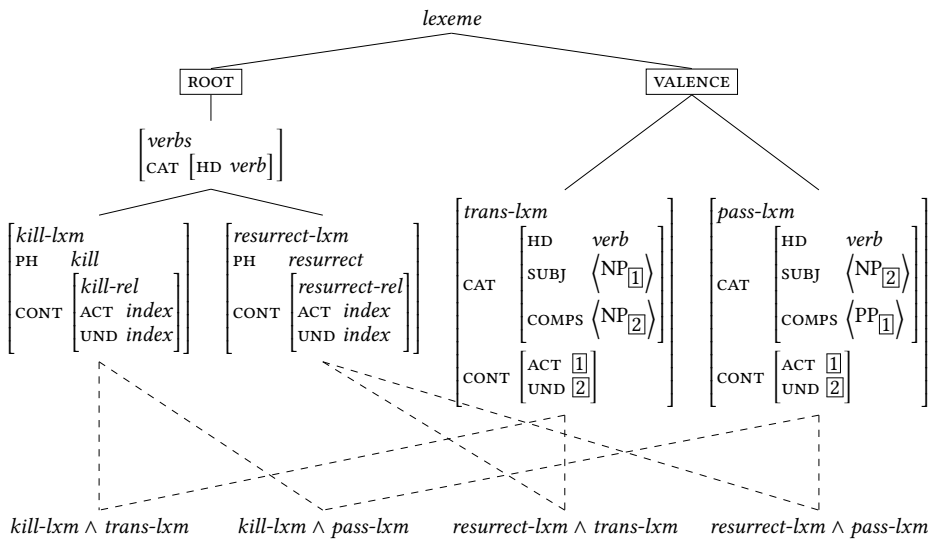 lexeme
ROOT VALENCE
verbs
CAT [HD verb]
kill-lxm
PH kill
CONT
kill-rel
ACT index
UND index
resurrect-lxm
PH resurrect
CONT
resurrect-rel
ACT index
UND index
trans-lxm
CAT
HD verb
SUBJ ⟨NP1⟩
COMPS ⟨NP2⟩
CONT
ACT 1
UND 2
pass-lxm
CAT
HD verb
SUBJ ⟨NP2⟩
COMPS ⟨PP1⟩
CONT
ACT 1
UND 2
kill-lxm ∧ trans-lxm kill-lxm ∧ pass-lxm resurrect-lxm ∧ trans-lxm resurrect-lxm ∧ pass-lxm